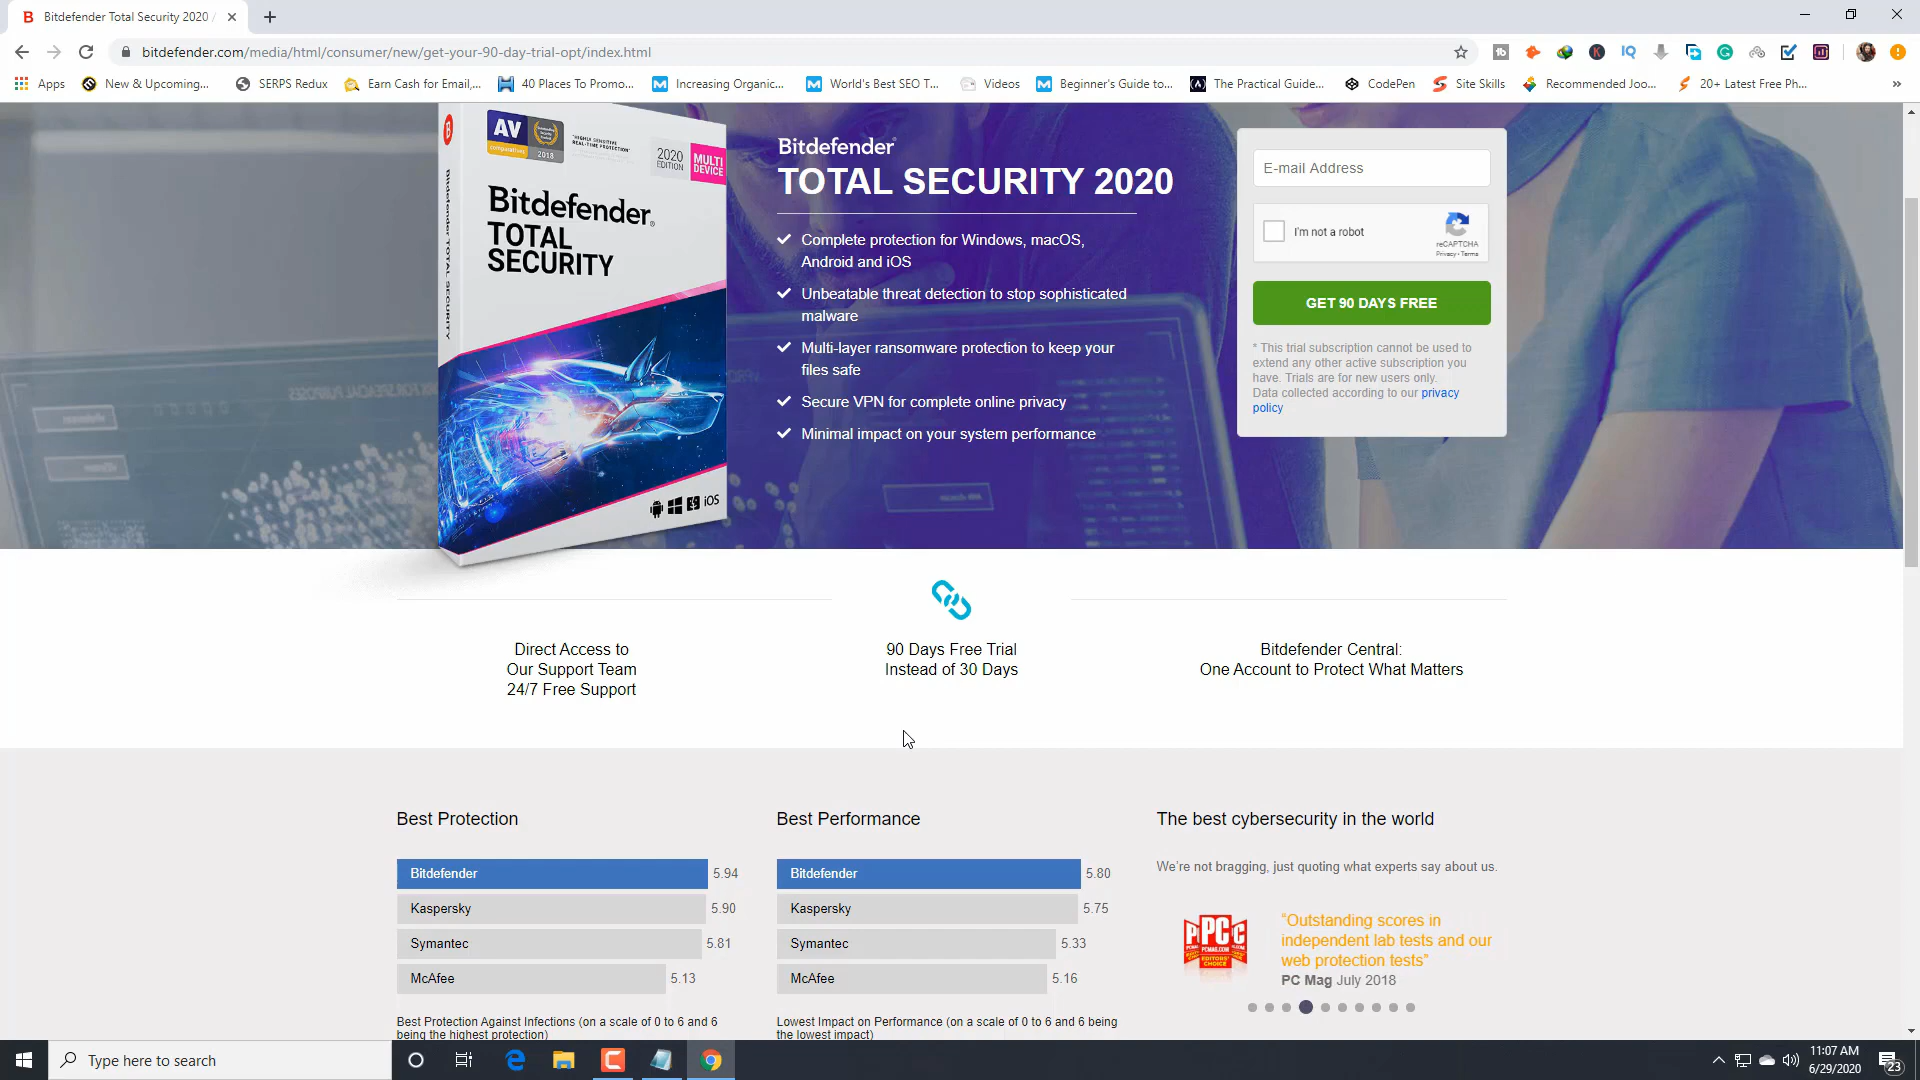 Bitdefender Total Security 2020 /
bitdefender.com/media/html/consumer/new/get-your-90-day-trial-opt/index.html
Apps
New & Upcoming...
SERPS Redux
Earn Cash for Email,...
40 Places To Promo...
Increasing Organic...
World's Best SEO T...
Videos
Beginner's Guide to...
The Practical Guide...
CodePen
Site Skills
Recommended Joo...
20+ Latest Free Ph...
»
AV
comparatives
2018
"HIGHLY SENSITIVE
REAL-TIME PROTECTION"
2020
EDITION
MULTI
DEVICE
Bitdefender
TOTAL
SECURITY
Bitdefender TOTAL SECURITY
iOS
Bitdefender
TOTAL SECURITY 2020
Complete protection for Windows, macOS,
Android and iOS
Unbeatable threat detection to stop sophisticated
malware
Multi-layer ransomware protection to keep your
files safe
Secure VPN for complete online privacy
Minimal impact on your system performance
E-mail Address
I'm not a robot
reCAPTCHA
Privacy - Terms
GET 90 DAYS FREE
* This trial subscription cannot be used to
extend any other active subscription you
have. Trials are for new users only.
Data collected according to our privacy
policy
Direct Access to
Our Support Team
24/7 Free Support
90 Days Free Trial
Instead of 30 Days
Bitdefender Central:
One Account to Protect What Matters
Best Protection
Bitdefender 5.94
Kaspersky 5.90
Symantec 5.81
McAfee 5.13
Best Protection Against Infections (on a scale of 0 to 6 and 6
being the highest protection)
Best Performance
Bitdefender 5.80
Kaspersky 5.75
Symantec 5.33
McAfee 5.16
Lowest Impact on Performance (on a scale of 0 to 6 and 6 being
the lowest impact)
The best cybersecurity in the world
We're not bragging, just quoting what experts say about us.
PC
PCMAG.COM
EDITORS' CHOICE
“Outstanding scores in
independent lab tests and our
web protection tests”
PC Mag July 2018
Type here to search
11:07 AM
6/29/2020
23